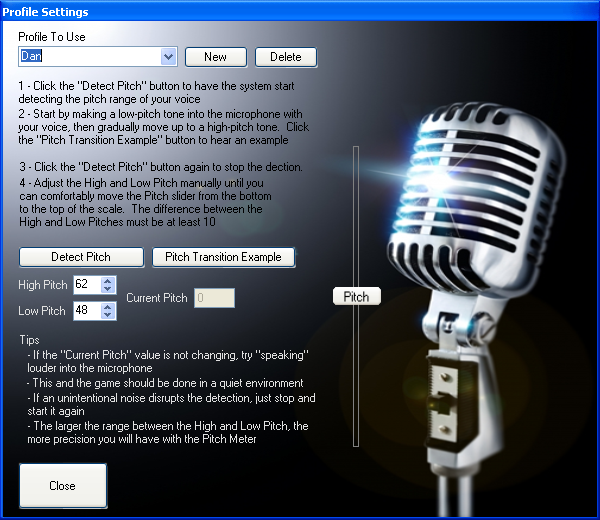 Profile Settings
Profile To Use
Dan
New
Delete
1 - Click the "Detect Pitch" button to have the system start
detecting the pitch range of your voice
2 - Start by making a low-pitch tone into the microphone with
your voice, then gradually move up to a high-pitch tone. Click
the "Pitch Transition Example" button to hear an example
3 - Click the "Detect Pitch" button again to stop the dection.
4 - Adjust the High and Low Pitch manually until you
can comfortably move the Pitch slider from the bottom
to the top of the scale. The difference between the
High and Low Pitches must be at least 10
Detect Pitch
Pitch Transition Example
High Pitch 62
Current Pitch 0
Low Pitch 48
Pitch
Tips
- If the "Current Pitch" value is not changing, try "speaking"
louder into the microphone
- This and the game should be done in a quiet environment
- If an unintentional noise disrupts the detection, just stop and
start it again
- The larger the range between the High and Low Pitch, the
more precision you will have with the Pitch Meter
Close